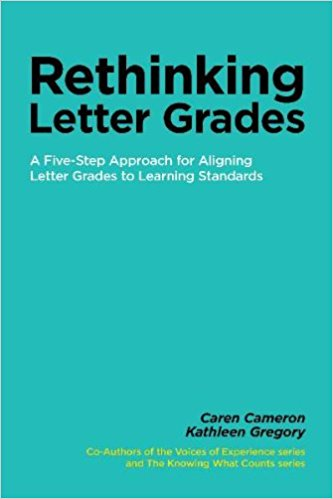 Rethinking
Letter Grades
A Five-Step Approach for Aligning
Letter Grades to Learning Standards
Caren Cameron
Kathleen Gregory
Co-Authors of the Voices of Experience series
and The Knowing What Counts series